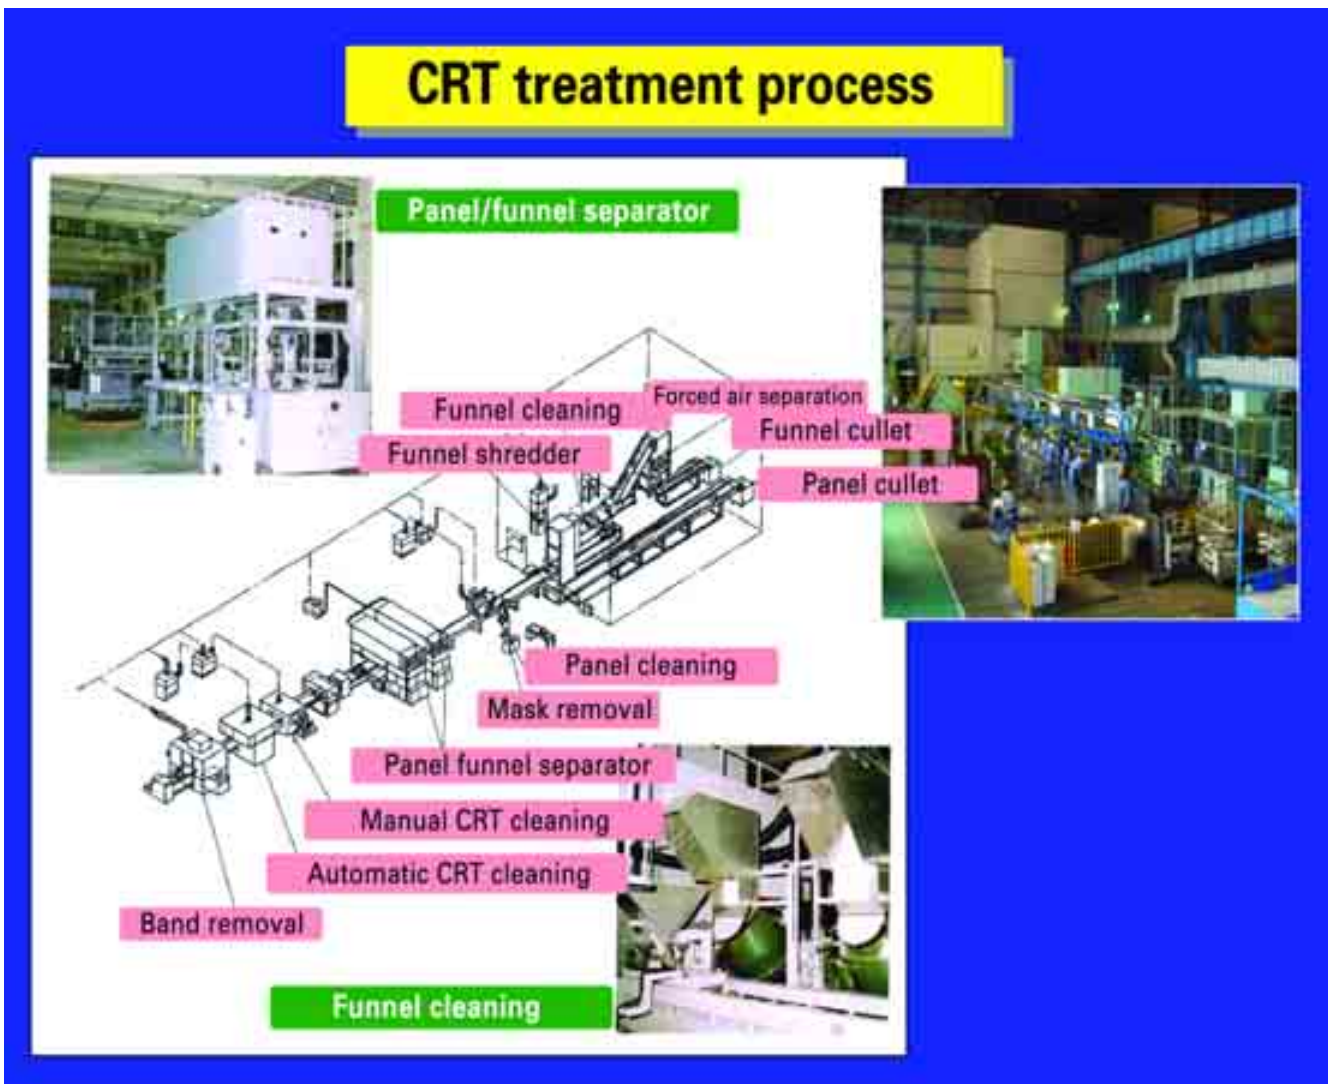 CRT treatment process
Panel/funnel separator
Funnel cleaning
Forced air separation
Funnel shredder
Funnel cullet
Panel cullet
Panel cleaning
Mask removal
Panel funnel separator
Manual CRT cleaning
Automatic CRT cleaning
Band removal
Funnel cleaning